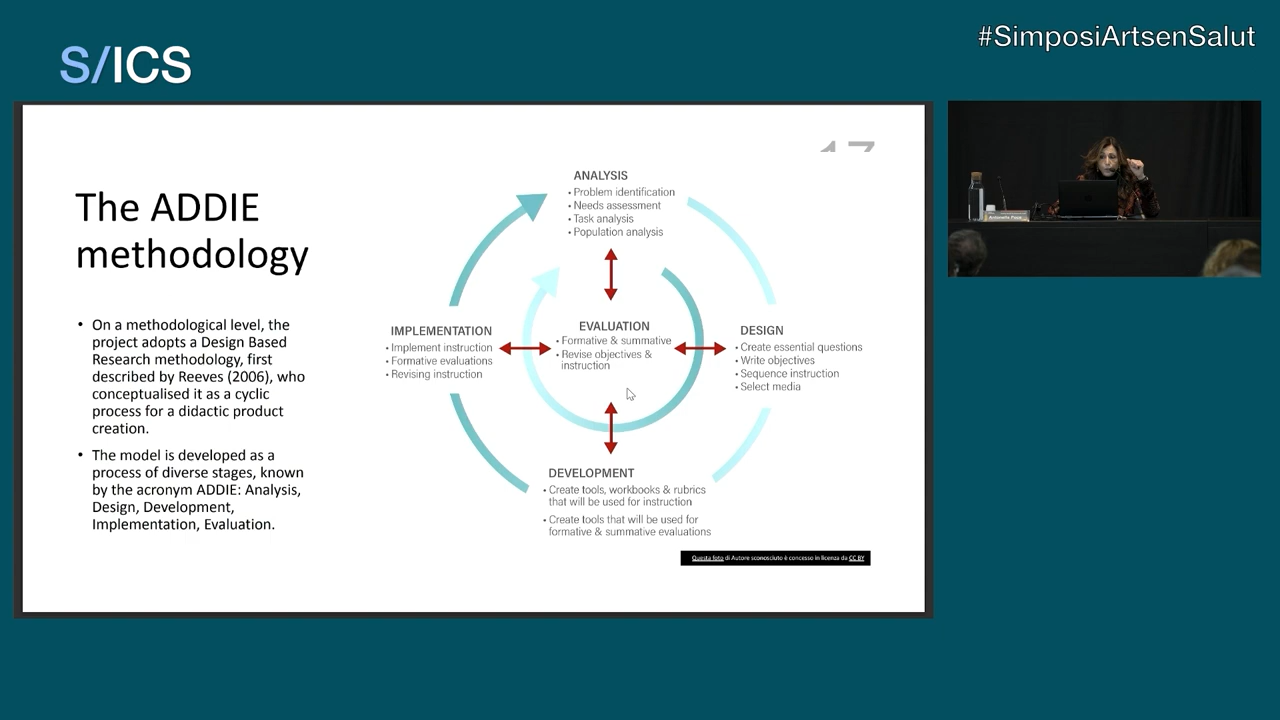 S/ICS
#SimposiArtsenSalut
The ADDIE
methodology
• On a methodological level, the
project adopts a Design Based
Research methodology, first
described by Reeves (2006), who
conceptualised it as a cyclic
process for a didactic product
creation.
• The model is developed as a
process of diverse stages, known
by the acronym ADDIE: Analysis,
Design, Development,
Implementation, Evaluation.
ANALYSIS
• Problem identification
• Needs assessment
• Task analysis
• Population analysis
IMPLEMENTATION
• Implement instruction
• Formative evaluations
• Revising instruction
EVALUATION
• Formative & summative
• Revise objectives &
instruction
DESIGN
• Create essential questions
• Write objectives
• Sequence instruction
• Select media
DEVELOPMENT
• Create tools, workbooks & rubrics
that will be used for instruction
• Create tools that will be used for
formative & summative evaluations
Questa foto di Autore sconosciuto è concesso in licenza da CC BY